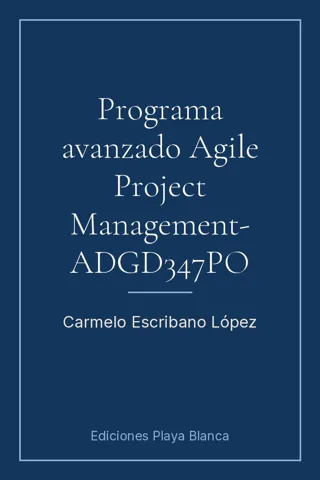 Programa
avanzado Agile
Project
Management-
ADGD347PO
Carmelo Escribano López
Ediciones Playa Blanca